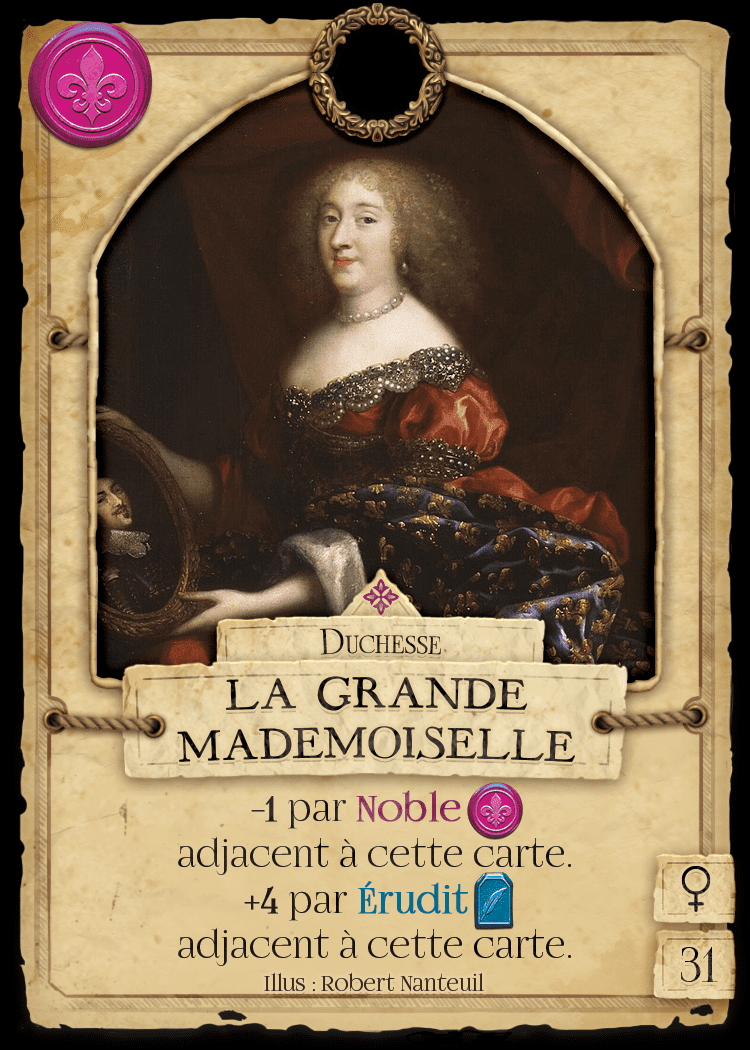 Duchesse
LA GRANDE
MADEMOISELLE
-1 par Noble
adjacent à cette carte.
+4 par Érudit
adjacent à cette carte.
Illus : Robert Nanteuil
♀
31